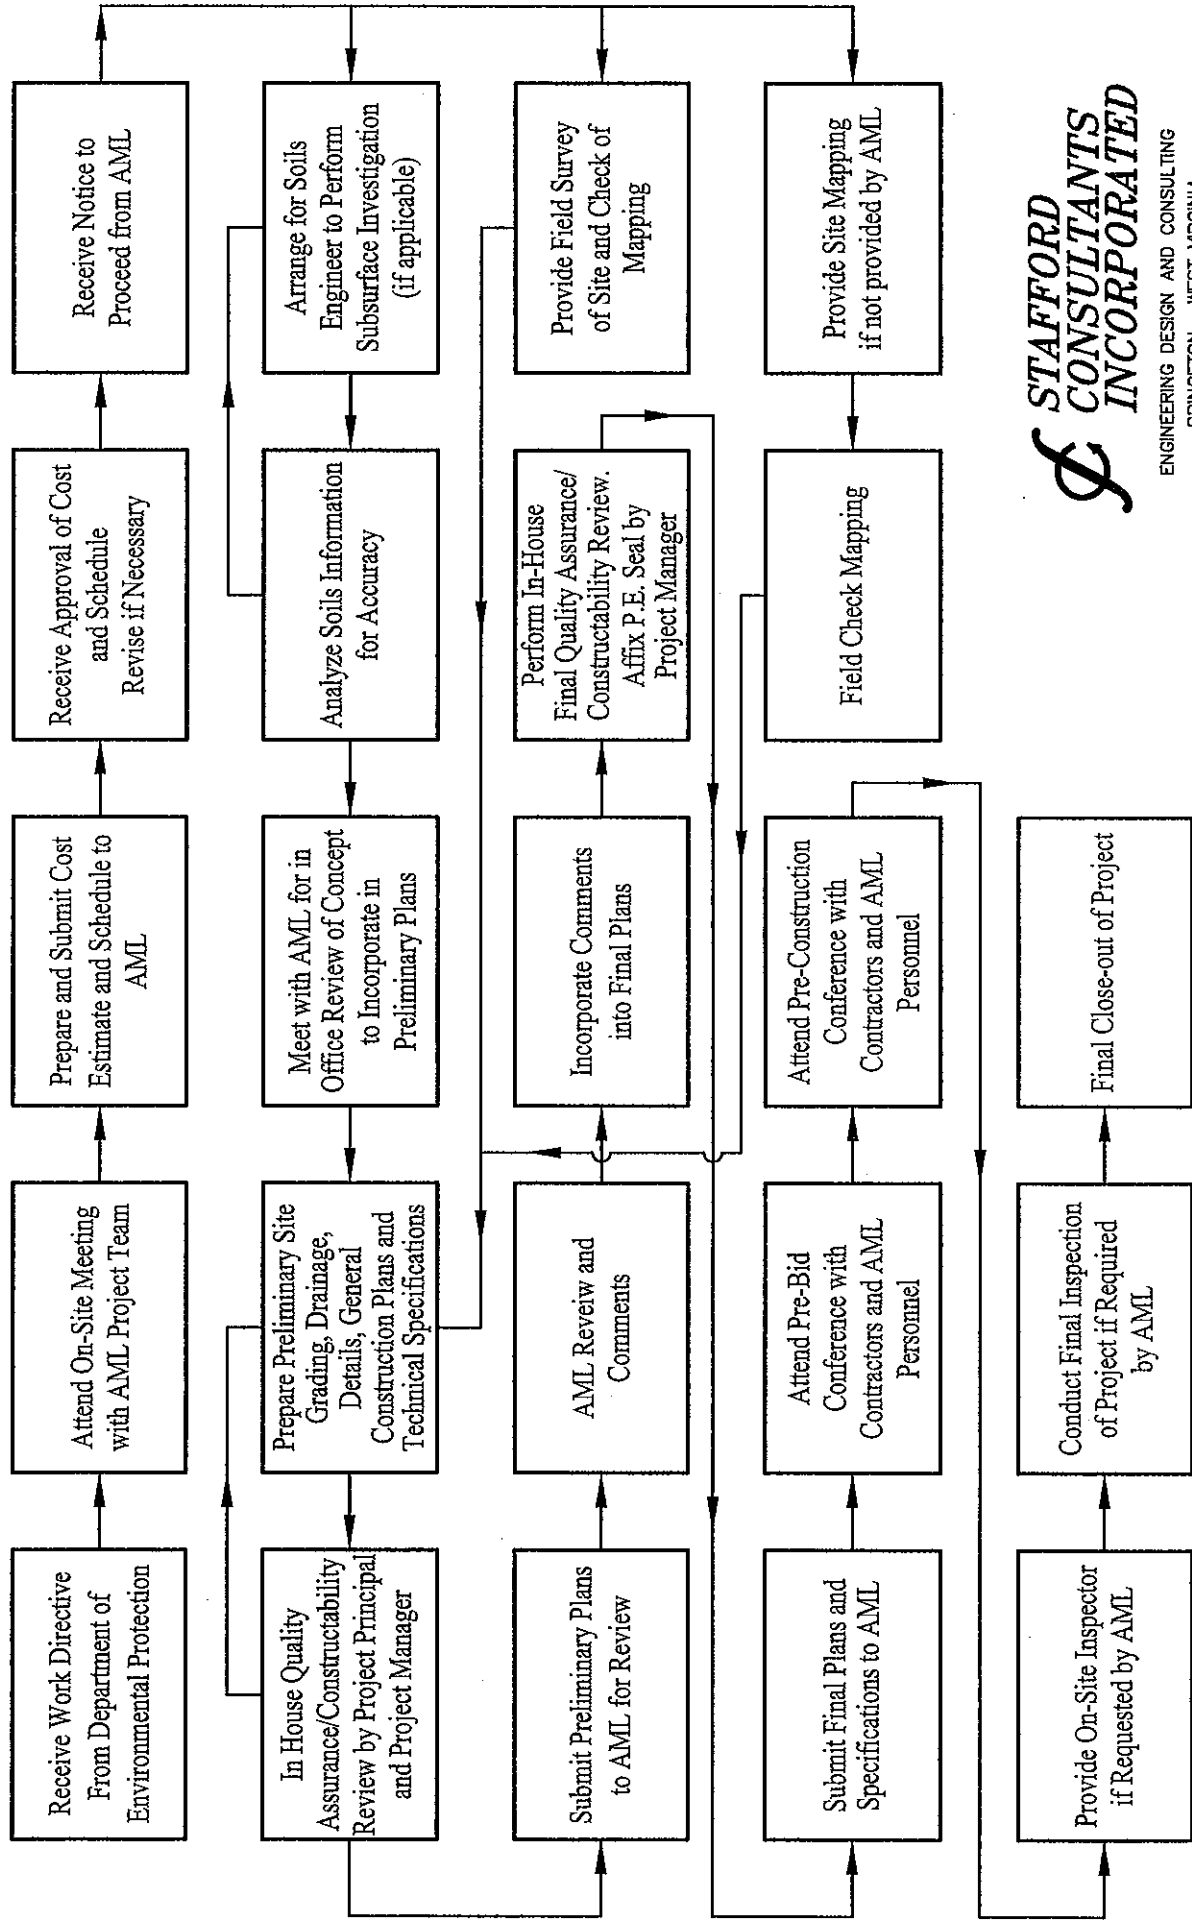 Receive Work Directive
From Department of
Environmental Protection
Attend On-Site Meeting
with AML Project Team
Prepare and Submit Cost
Estimate and Schedule to
AML
Receive Approval of Cost
and Schedule
Revise if Necessary
Receive Notice to
Proceed from AML
In House Quality
Assurance/Constructability
Review by Project Principal
and Project Manager
Prepare Preliminary Site
Grading, Drainage,
Details, General
Construction Plans and
Technical Specifications
Meet with AML for in
Office Review of Concept
to Incorporate in
Preliminary Plans
Analyze Soils Information
for Accuracy
Arrange for Soils
Engineer to Perform
Subsurface Investigation
(if applicable)
Submit Preliminary Plans
to AML for Review
AML Reveiw and
Comments
Incorporate Comments
into Final Plans
Perform In-House
Final Quality Assurance/
Constructability Review.
Affix P.E. Seal by
Project Manager
Provide Field Survey
of Site and Check of
Mapping
Submit Final Plans and
Specifications to AML
Attend Pre-Bid
Conference with
Contractors and AML
Personnel
Attend Pre-Construction
Conference with
Contractors and AML
Personnel
Field Check Mapping
Provide Site Mapping
if not provided by AML
Provide On-Site Inspector
if Requested by AML
Conduct Final Inspection
of Project if Required
by AML
Final Close-out of Project
STAFFORD
CONSULTANTS
INCORPORATED
ENGINEERING DESIGN AND CONSULTING